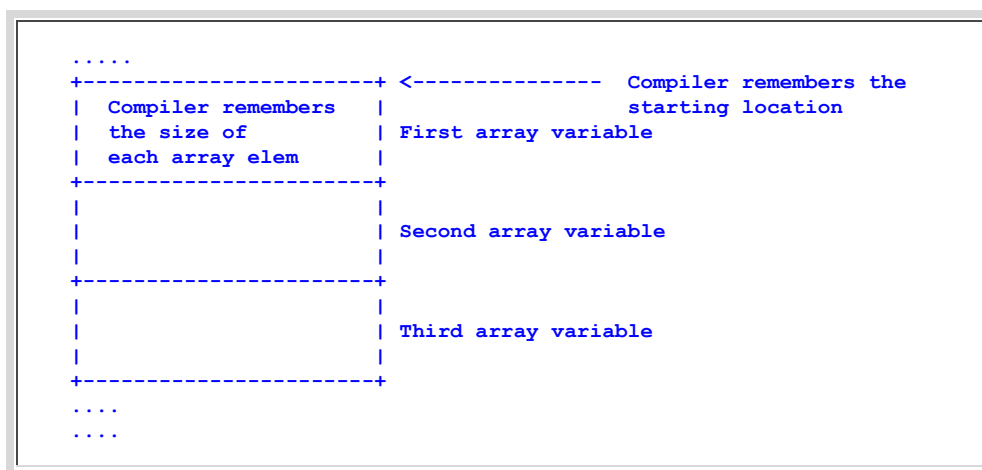 .....
+-----------------------+ <--------------- Compiler remembers the
| Compiler remembers | starting location
| the size of | First array variable
| each array elem |
+-----------------------+
| |
| | Second array variable
| |
+-----------------------+
| |
| | Third array variable
| |
+-----------------------+
....
....